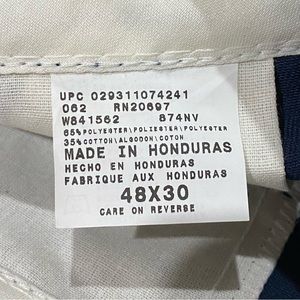 UPC 029311074241
062 RN20697
W841562 874NV
65%POLYESTER\POLIESTER\POLYESTER
35%COTTON\ALGODON\COTON
MADE IN HONDURAS
HECHO EN HONDURAS
FABRIQUE AUX HONDURAS
48X30
CARE ON REVERSE